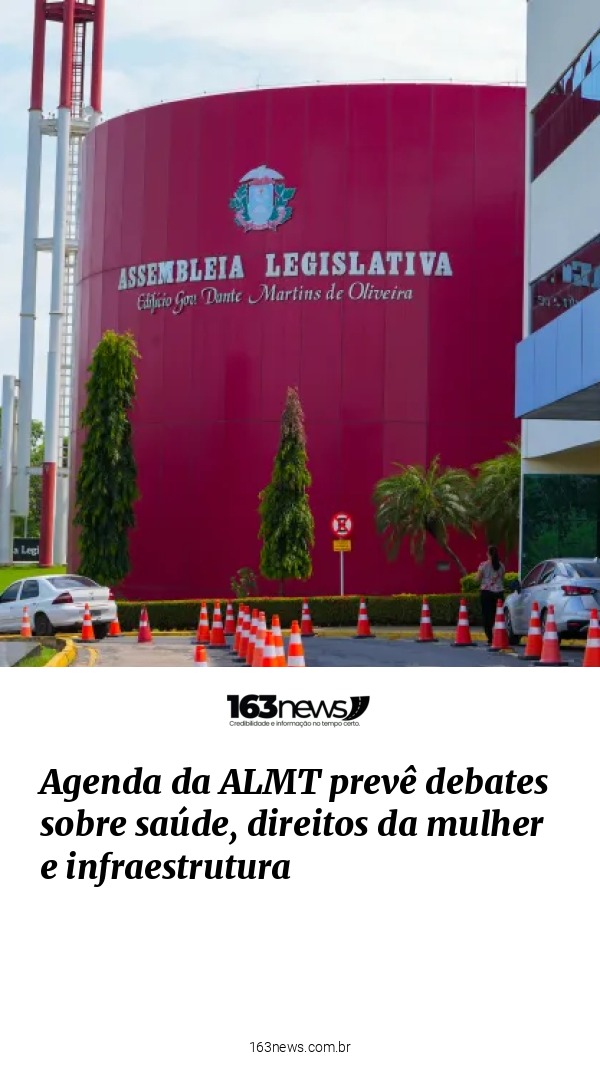 ASSEMBLEIA LEGISLATIVA
Edifício Gov. Dante Martins de Oliveira
a Legi
163news
Credibilidade e informação no tempo certo.
Agenda da ALMT prevê debates
sobre saúde, direitos da mulher
e infraestrutura
163news.com.br